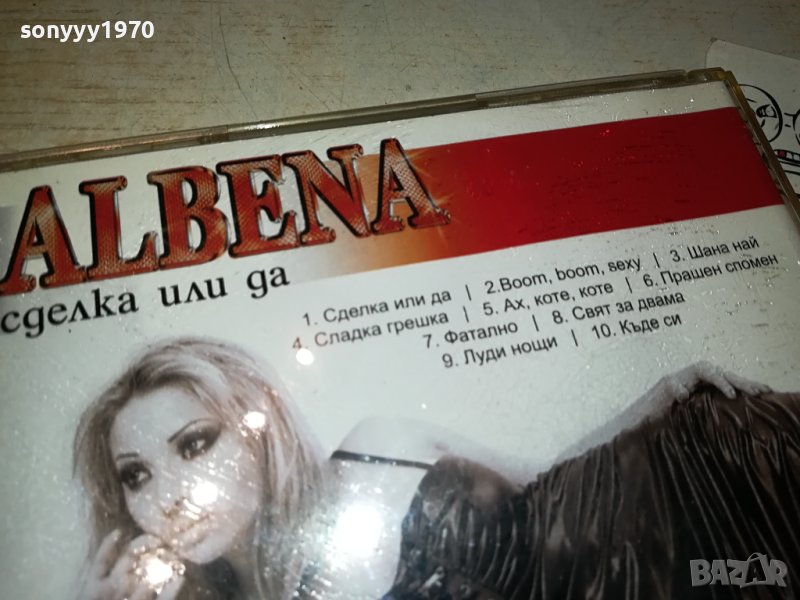 sonyyy1970
ALBENA
сделка или да
1. Сделка или да | 2.Boom, boom, sexy | 3. Шана най
4. Сладка грешка | 5. Ах, коте, коте | 6. Прашен спомен
7. Фатално | 8. Свят за двама
9. Луди нощи | 10. Къде си
BAZAR